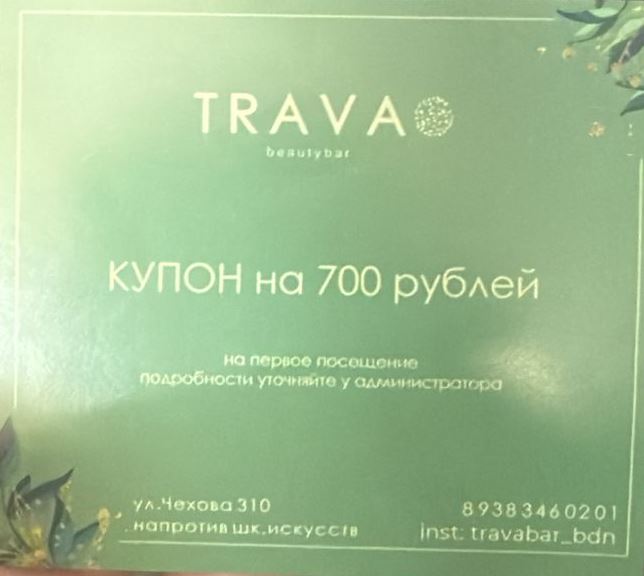 TRAVA
beautybar
КУПОН на 700 рублей
на первое посещение
подробности уточняйте у администратора
ул.Чехова 310
напротив шк.искусств
89383460201
inst: travabar_bdn